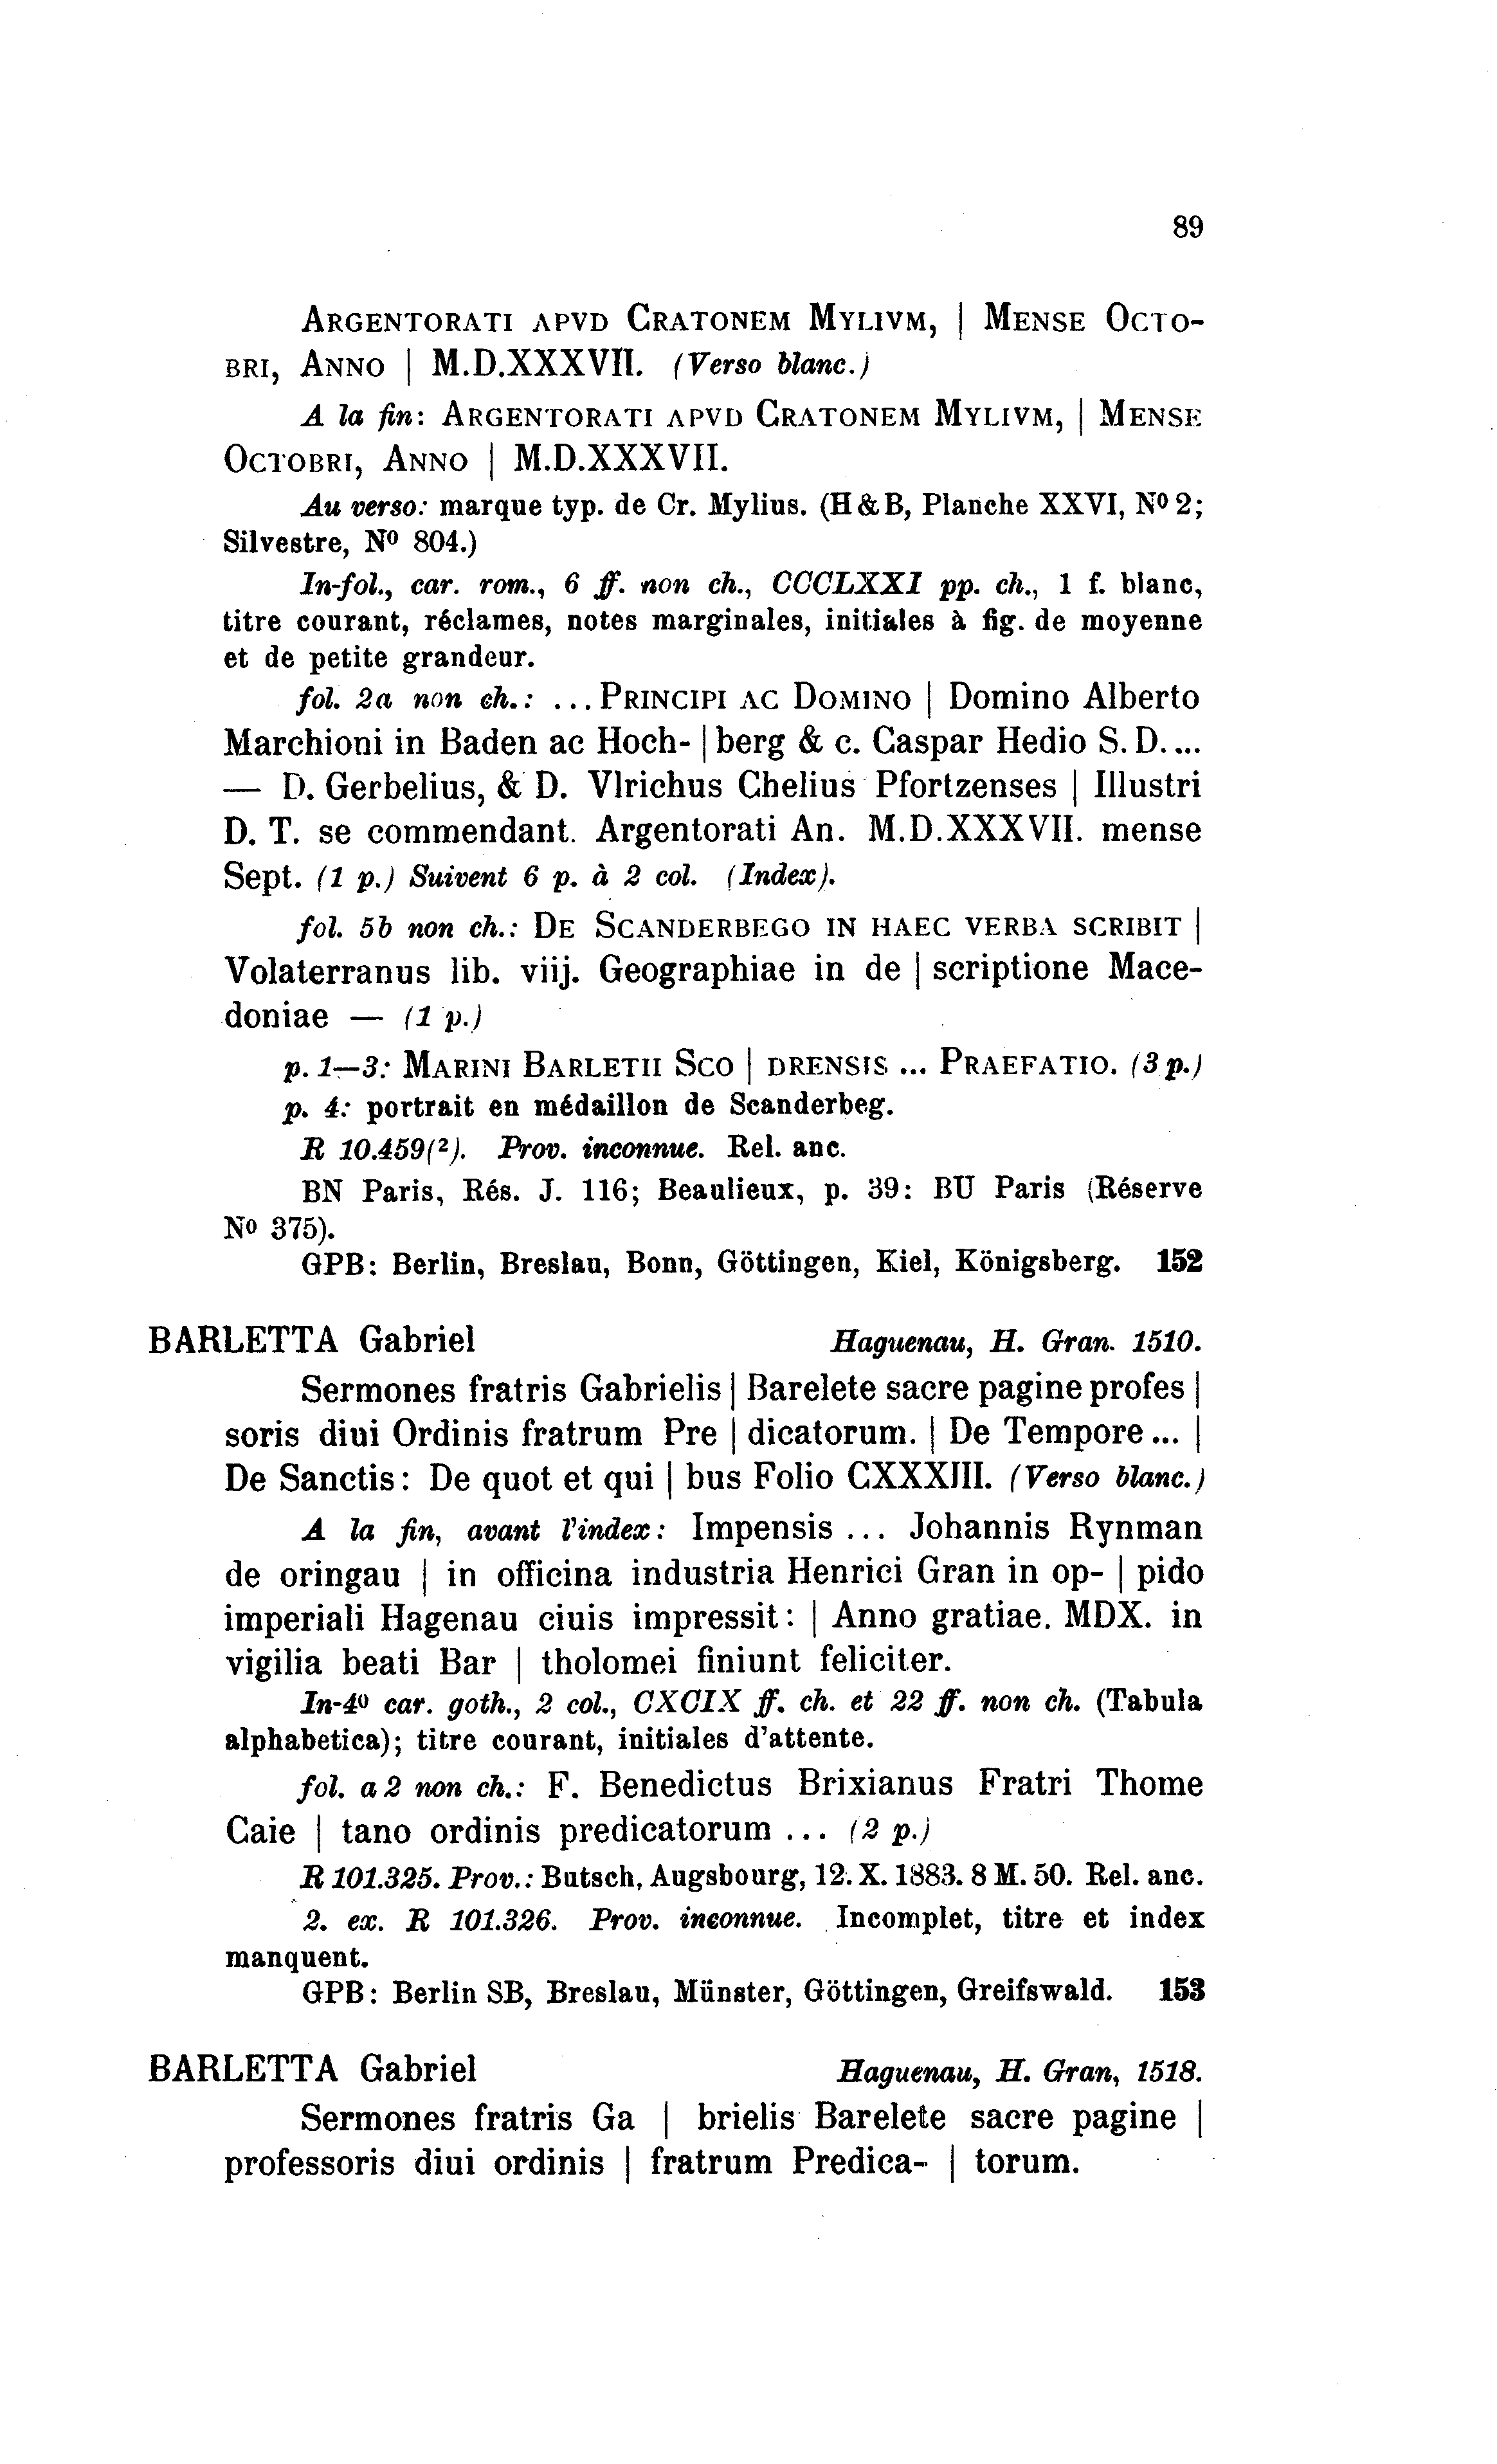 89
ARGENTORATI APVD CRATONEM MYLIVM, | MENSE OCTO-
BRI, ANNO | M.D.XXXVII. (Verso blanc.)
A la fin: ARGENTORATI APVD CRATONEM MYLIVM, | MENSE
OCTOBRI, ANNO | M.D.XXXVII.
Au verso: marque typ. de Cr. Mylius. (H & B, Planche XXVI, Nº 2;
Silvestre, Nº 804.)
In-fol., car. rom., 6 ff. non ch., CCCLXXI pp. ch., 1 f. blanc,
titre courant, réclames, notes marginales, initiales à fig. de moyenne
et de petite grandeur.
fol. 2a non ch.: ... PRINCIPI AC DOMINO | Domino Alberto
Marchioni in Baden ac Hoch- | berg & c. Caspar Hedio S. D. ...
— D. Gerbelius, & D. Vlrichus Chelius Pfortzenses | Illustri
D. T. se commendant. Argentorati An. M.D.XXXVII. mense
Sept. (1 p.) Suivent 6 p. à 2 col. (Index).
fol. 5b non ch.: DE SCANDERBEGO IN HAEC VERBA SCRIBIT |
Volaterranus lib. viij. Geographiae in de | scriptione Mace-
doniae — (1 p.)
p. 1—3: MARINI BARLETII SCO | DRENSIS ... PRAEFATIO. (3 p.)
p. 4: portrait en médaillon de Scanderbeg.
R 10.459(²). Prov. inconnue. Rel. anc.
BN Paris, Rés. J. 116; Beaulieux, p. 39: BU Paris (Réserve
Nº 375).
GPB: Berlin, Breslau, Bonn, Göttingen, Kiel, Königsberg. 152
BARLETTA Gabriel Haguenau, H. Gran. 1510.
Sermones fratris Gabrielis | Barelete sacre pagine profes |
soris diui Ordinis fratrum Pre | dicatorum. | De Tempore ... |
De Sanctis: De quot et qui | bus Folio CXXXIII. (Verso blanc.)
A la fin, avant l'index: Impensis ... Johannis Rynman
de oringau | in officina industria Henrici Gran in op- | pido
imperiali Hagenau ciuis impressit: | Anno gratiae. MDX. in
vigilia beati Bar | tholomei finiunt feliciter.
In-4º car. goth., 2 col., CXCIX ff. ch. et 22 ff. non ch. (Tabula
alphabetica); titre courant, initiales d'attente.
fol. a 2 non ch.: F. Benedictus Brixianus Fratri Thome
Caie | tano ordinis predicatorum ... (2 p.)
R 101.325. Prov.: Butsch, Augsbourg, 12. X. 1883. 8 M. 50. Rel. anc.
2. ex. R 101.326. Prov. inconnue. Incomplet, titre et index
manquent.
GPB: Berlin SB, Breslau, Münster, Göttingen, Greifswald. 153
BARLETTA Gabriel Haguenau, H. Gran, 1518.
Sermones fratris Ga | brielis Barelete sacre pagine |
professoris diui ordinis | fratrum Predica- | torum.